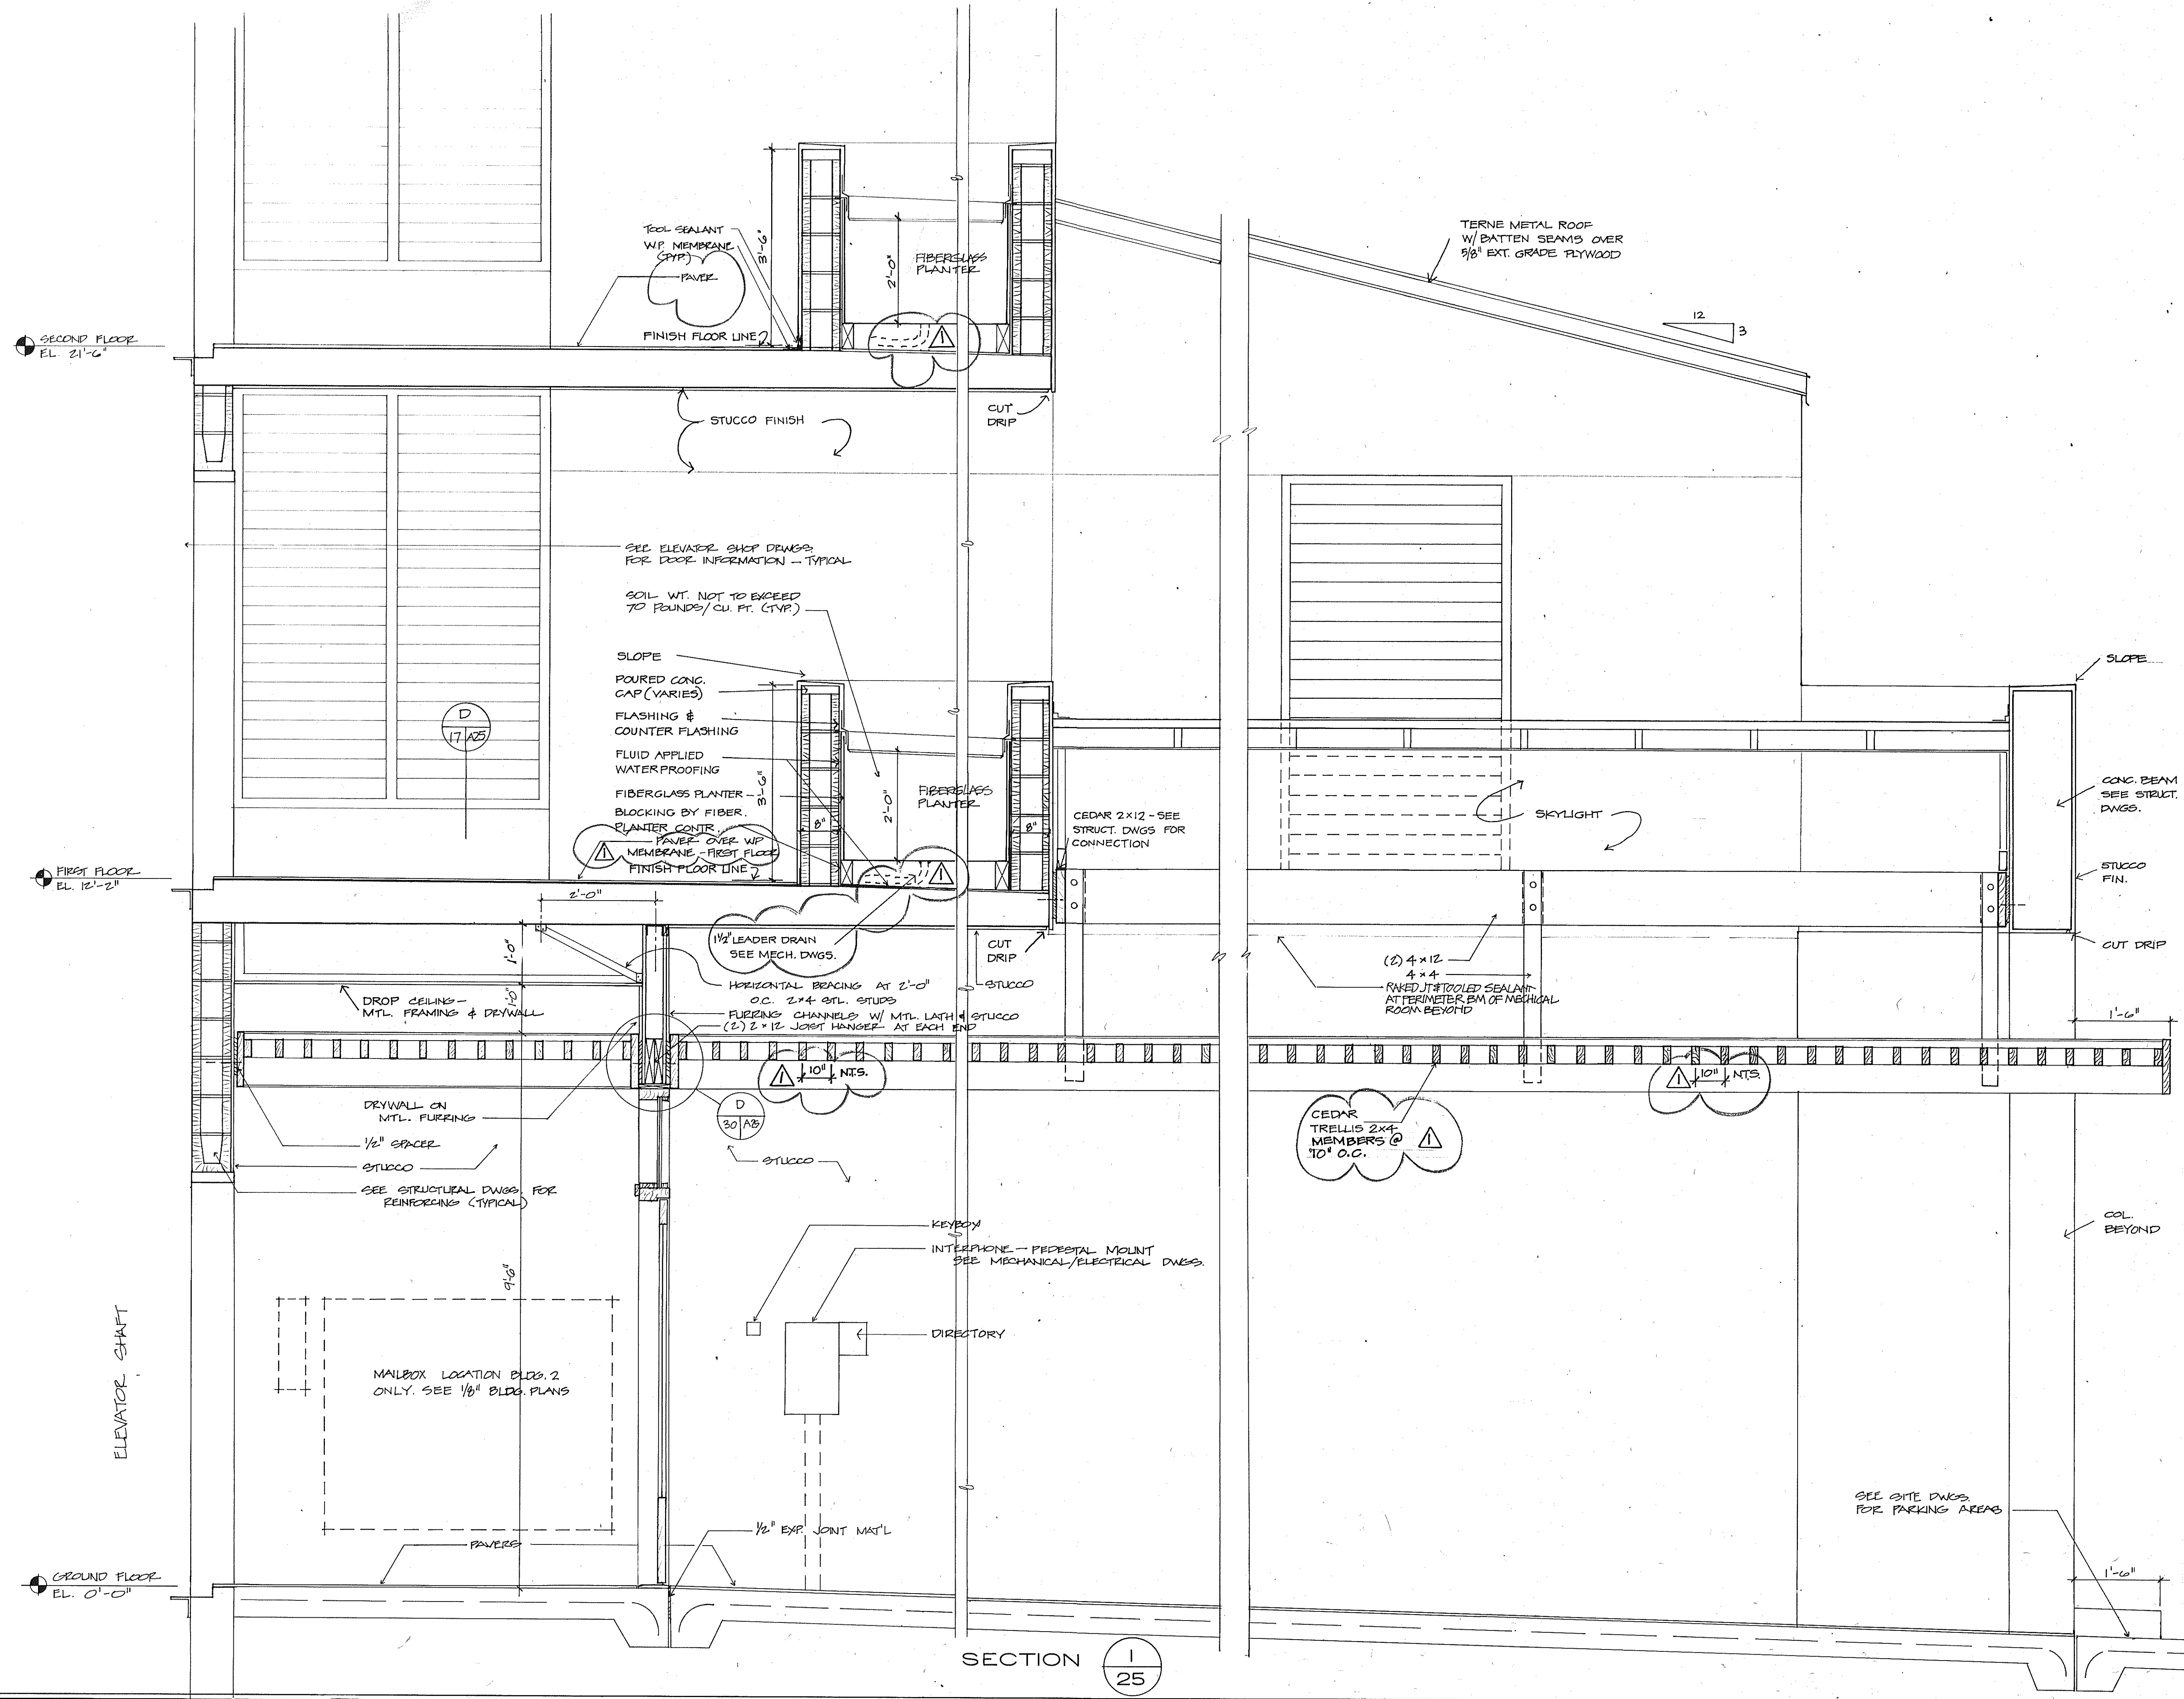 TOOL SEALANT
W.P. MEMBRANE
(TYP.)
PAVER
FINISH FLOOR LINE
3'-6"
2'-0"
FIBERGLASS
PLANTER
1
TERNE METAL ROOF
W/ BATTEN SEAMS OVER
5/8" EXT. GRADE PLYWOOD
12
3
SECOND FLOOR
EL. 21'-6"
STUCCO FINISH
CUT
DRIP
SEE ELEVATOR SHOP DRWGS.
FOR DOOR INFORMATION - TYPICAL
SOIL WT. NOT TO EXCEED
70 POUNDS/CU. FT. (TYP.)
SLOPE
POURED CONC.
CAP (VARIES)
FLASHING &
COUNTER FLASHING
FLUID APPLIED
WATERPROOFING
FIBERGLASS PLANTER
BLOCKING BY FIBER.
PLANTER CONTR.
1
PAVER OVER WP
MEMBRANE - FIRST FLOOR
FINISH FLOOR LINE
D
17 A25
3'-6"
8"
2'-0"
FIBERGLASS
PLANTER
8"
1
CEDAR 2×12 - SEE
STRUCT. DWGS FOR
CONNECTION
SKYLIGHT
SLOPE
CONC. BEAM
SEE STRUCT.
DWGS.
STUCCO
FIN.
CUT DRIP
FIRST FLOOR
EL. 12'-2"
2'-0"
1'-0"
1'-0"
1½" LEADER DRAIN
SEE MECH. DWGS.
CUT
DRIP
STUCCO
HORIZONTAL BRACING AT 2'-0"
O.C. 2×4 STL. STUDS
FURRING CHANNELS W/ MTL. LATH & STUCCO
(2) 2×12 JOIST HANGER AT EACH END
DROP CEILING -
MTL. FRAMING & DRYWALL
(2) 4×12
4×4
RAKED JT & TOOLED SEALANT
AT PERIMETER BM OF MECHICAL
ROOM BEYOND
1'-6"
1
10"
N.T.S.
1
10"
N.T.S.
DRYWALL ON
MTL. FURRING
D
30 A25
1/2" SPACER
STUCCO
STUCCO
SEE STRUCTURAL DWGS. FOR
REINFORCING (TYPICAL)
CEDAR
TRELLIS 2×4
MEMBERS @
10" O.C.
1
KEYBOX
INTERPHONE - PEDESTAL MOUNT
SEE MECHANICAL/ELECTRICAL DWGS.
COL.
BEYOND
9'-6"
DIRECTORY
ELEVATOR SHAFT
MAILBOX LOCATION BLDG. 2
ONLY. SEE 1/8" BLDG. PLANS
1/2" EXP. JOINT MAT'L
PAVERS
SEE SITE DWGS.
FOR PARKING AREAS
GROUND FLOOR
EL. 0'-0"
1'-6"
SECTION
1
25